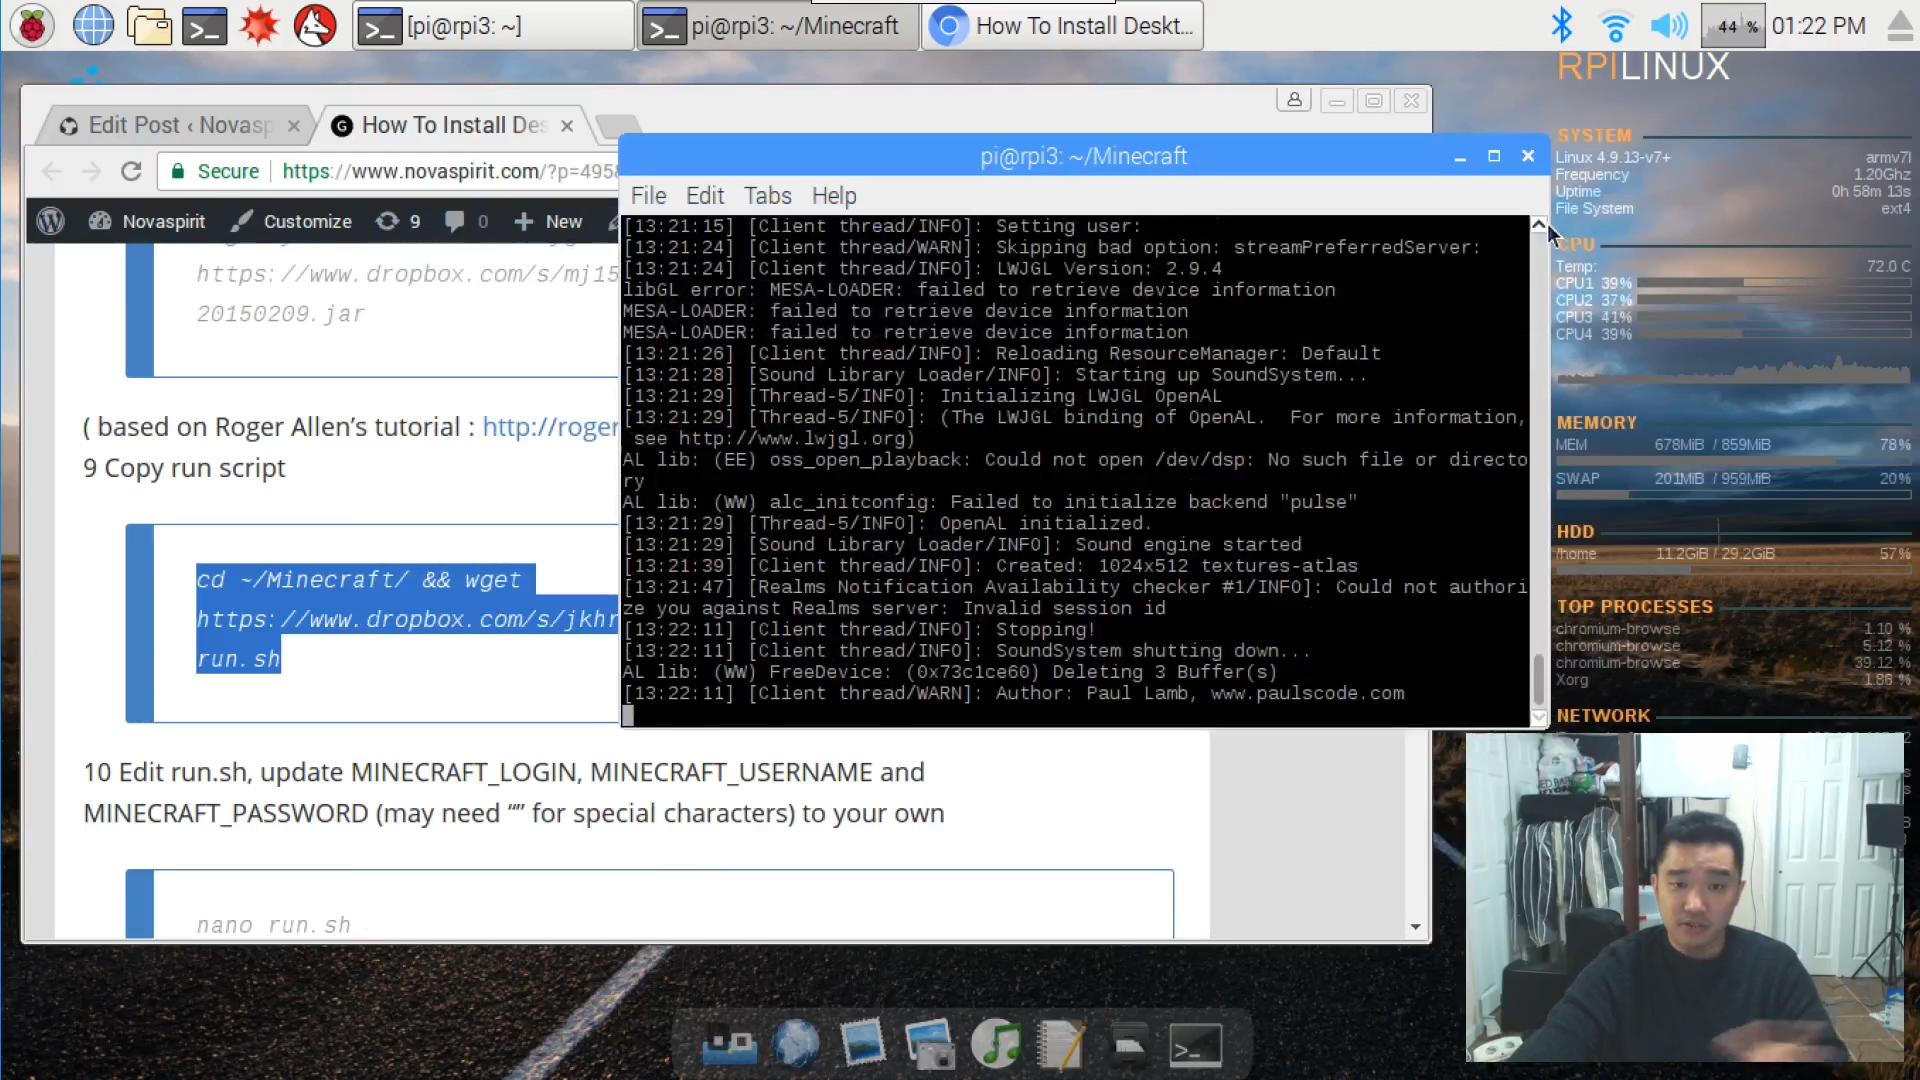 [pi@rpi3: ~]
pi@rpi3: ~/Minecraft
How To Install Deskt...
44 %
01:22 PM
RPILINUX
Edit Post ‹ Novasp
How To Install Des
Secure
https://www.novaspirit.com/?p=495
Novaspirit
Customize
9
0
New
https://www.dropbox.com/s/mj15
20150209.jar
( based on Roger Allen’s tutorial : http://roger
9 Copy run script
cd ~/Minecraft/ && wget
https://www.dropbox.com/s/jkhr
run.sh
10 Edit run.sh, update MINECRAFT_LOGIN, MINECRAFT_USERNAME and
MINECRAFT_PASSWORD (may need “” for special characters) to your own
nano run.sh
pi@rpi3: ~/Minecraft
File Edit Tabs Help
[13:21:15] [Client thread/INFO]: Setting user:
[13:21:24] [Client thread/WARN]: Skipping bad option: streamPreferredServer:
[13:21:24] [Client thread/INFO]: LWJGL Version: 2.9.4
libGL error: MESA-LOADER: failed to retrieve device information
MESA-LOADER: failed to retrieve device information
MESA-LOADER: failed to retrieve device information
[13:21:26] [Client thread/INFO]: Reloading ResourceManager: Default
[13:21:28] [Sound Library Loader/INFO]: Starting up SoundSystem...
[13:21:29] [Thread-5/INFO]: Initializing LWJGL OpenAL
[13:21:29] [Thread-5/INFO]: (The LWJGL binding of OpenAL.  For more information,
see http://www.lwjgl.org)
AL lib: (EE) oss_open_playback: Could not open /dev/dsp: No such file or directo
ry
AL lib: (WW) alc_initconfig: Failed to initialize backend "pulse"
[13:21:29] [Thread-5/INFO]: OpenAL initialized.
[13:21:29] [Sound Library Loader/INFO]: Sound engine started
[13:21:39] [Client thread/INFO]: Created: 1024x512 textures-atlas
[13:21:47] [Realms Notification Availability checker #1/INFO]: Could not authori
ze you against Realms server: Invalid session id
[13:22:11] [Client thread/INFO]: Stopping!
[13:22:11] [Client thread/INFO]: SoundSystem shutting down...
AL lib: (WW) FreeDevice: (0x73c1ce60) Deleting 3 Buffer(s)
[13:22:11] [Client thread/WARN]: Author: Paul Lamb, www.paulscode.com
SYSTEM
Linux 4.9.13-v7+ armv7l
Frequency 1.20Ghz
Uptime 0h 58m 13s
File System ext4
CPU
Temp: 72.0 C
CPU1 39%
CPU2 37%
CPU3 41%
CPU4 39%
MEMORY
MEM 678MiB / 859MiB 78%
SWAP 201MiB / 959MiB 20%
HDD
/home 11.2GiB / 29.2GiB 57%
TOP PROCESSES
chromium-browse 1.10 %
chromium-browse 5.12 %
chromium-browse 39.12 %
Xorg 1.86 %
NETWORK